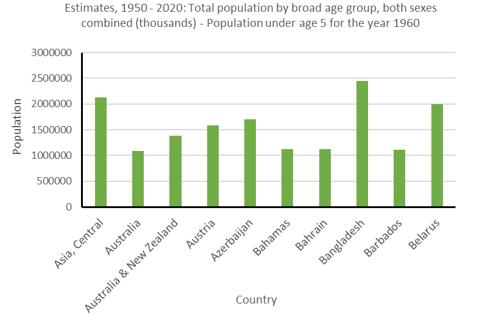 Estimates, 1950 - 2020: Total population by broad age group, both sexes
combined (thousands) - Population under age 5 for the year 1960
3000000
2500000
2000000
1500000
1000000
500000
0
Population
Asia, Central
Australia
Australia & New Zealand
Austria
Azerbaijan
Bahamas
Bahrain
Bangladesh
Barbados
Belarus
Country